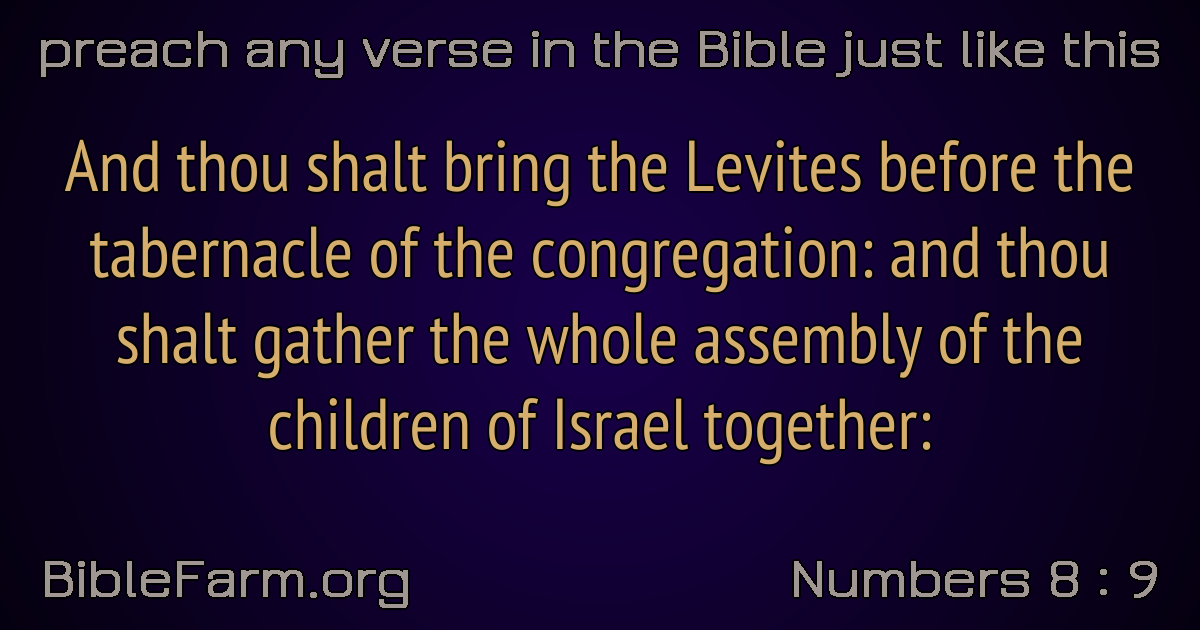 preach any verse in the Bible just like this
And thou shalt bring the Levites before the
tabernacle of the congregation: and thou
shalt gather the whole assembly of the
children of Israel together:
BibleFarm.org
Numbers 8 : 9